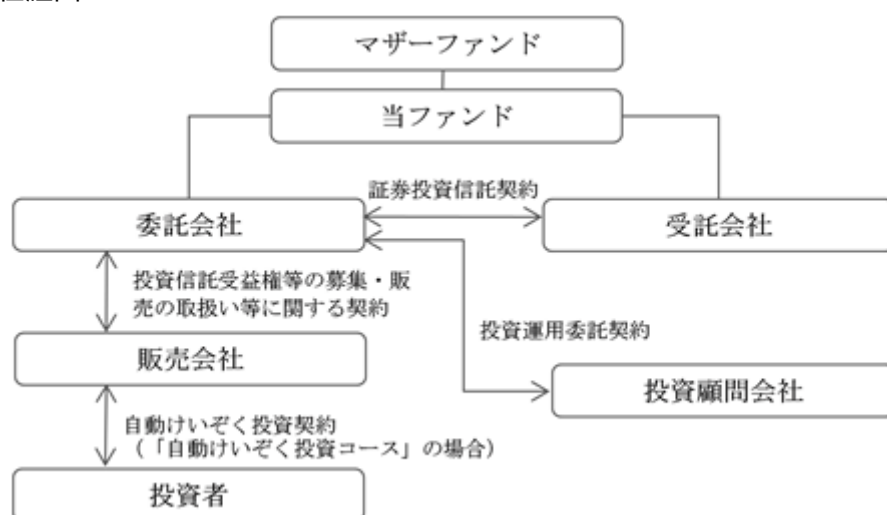 マザーファンド
当ファンド
証券投資信託契約
委託会社
受託会社
投資信託受益権等の募集・販
売の取扱い等に関する契約
投資運用委託契約
販売会社
投資顧問会社
自動けいぞく投資契約
（「自動けいぞく投資コース」の場合）
投資者